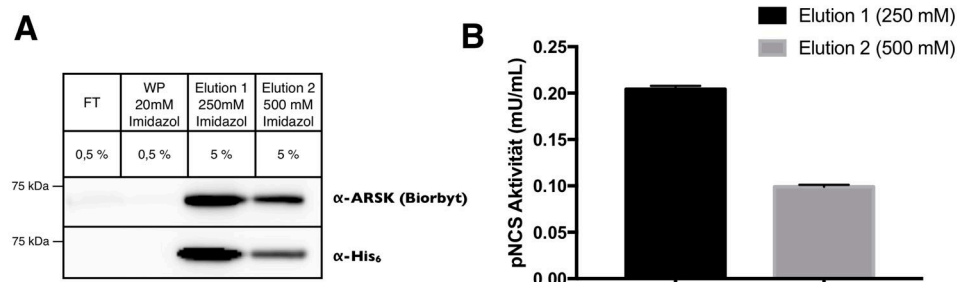 A
FT
WP
20mM
Imidazol
Elution 1
250mM
Imidazol
Elution 2
500 mM
Imidazol
0,5 %
0,5 %
5 %
5 %
75 kDa
α-ARSK (Biorbyt)
75 kDa
α-His₆
B
Elution 1 (250 mM)
Elution 2 (500 mM)
pNCS Aktivität (mU/mL)
0.25
0.20
0.15
0.10
0.05
0.00